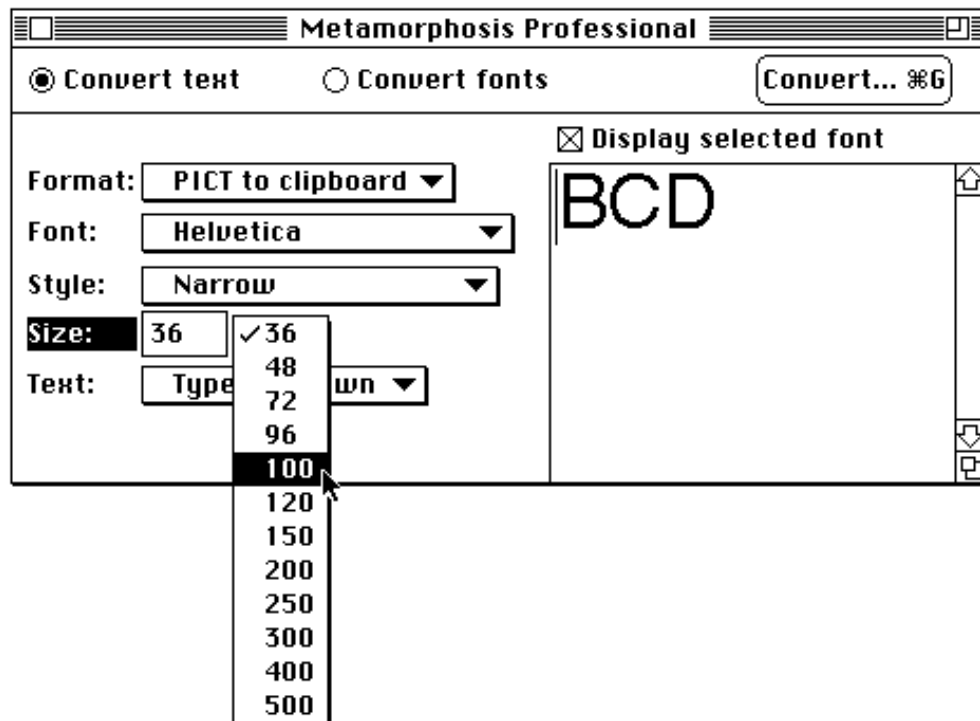 Metamorphosis Professional
Convert text Convert fonts Convert... ⌘G
Display selected font
Format: PICT to clipboard
BCD
Font: Helvetica
Style: Narrow
Size: 36 ✓36
48
Text: Type wn
72
96
100
120
150
200
250
300
400
500